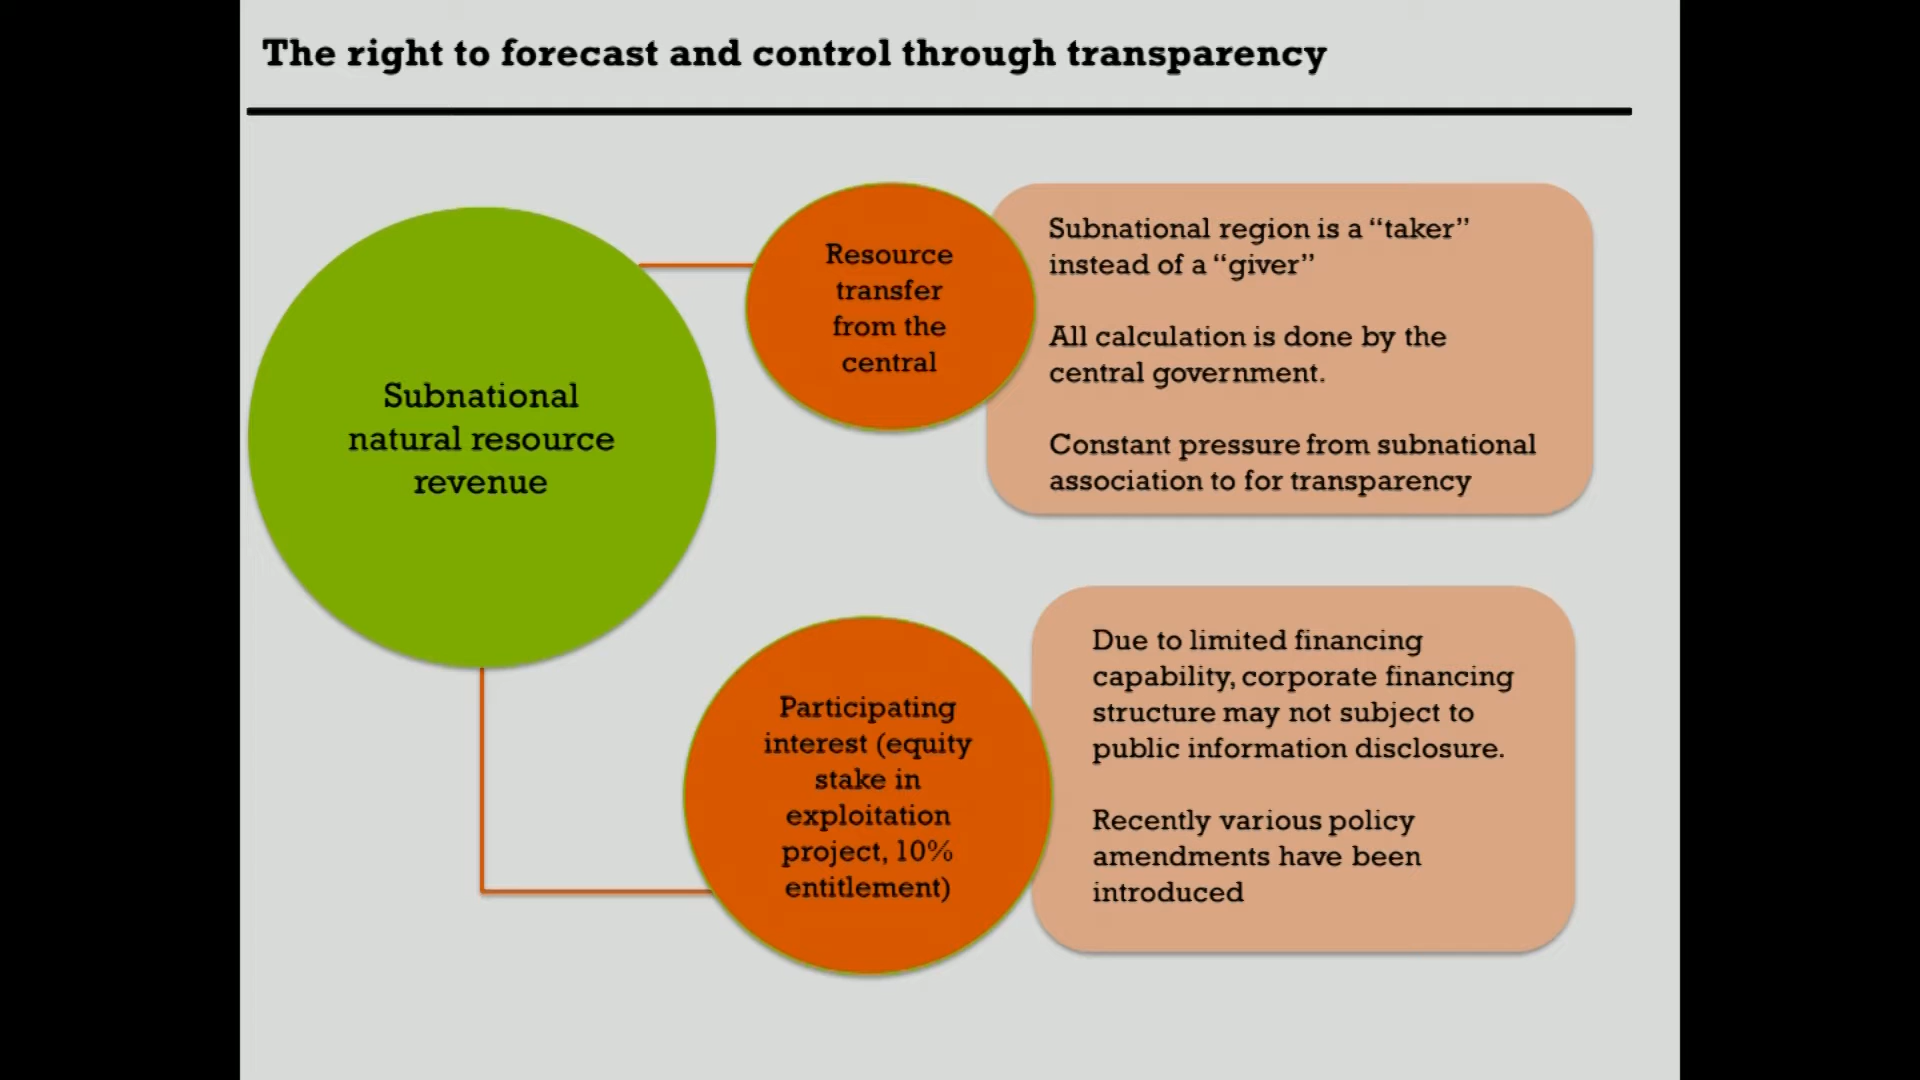 The right to forecast and control through transparency
Subnational
natural resource
revenue
Resource
transfer
from the
central
Subnational region is a “taker”
instead of a “giver”
All calculation is done by the
central government.
Constant pressure from subnational
association to for transparency
Participating
interest (equity
stake in
exploitation
project, 10%
entitlement)
Due to limited financing
capability, corporate financing
structure may not subject to
public information disclosure.
Recently various policy
amendments have been
introduced